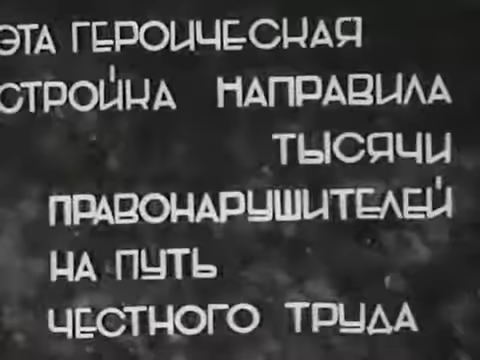 ЭТА ГЕРОИЧЕСКАЯ
СТРОЙКА НАПРАВИЛА
ТЫСЯЧИ
ПРАВОНАРУШИТЕЛЕЙ
НА ПУТЬ
ЧЕСТНОГО ТРУДА